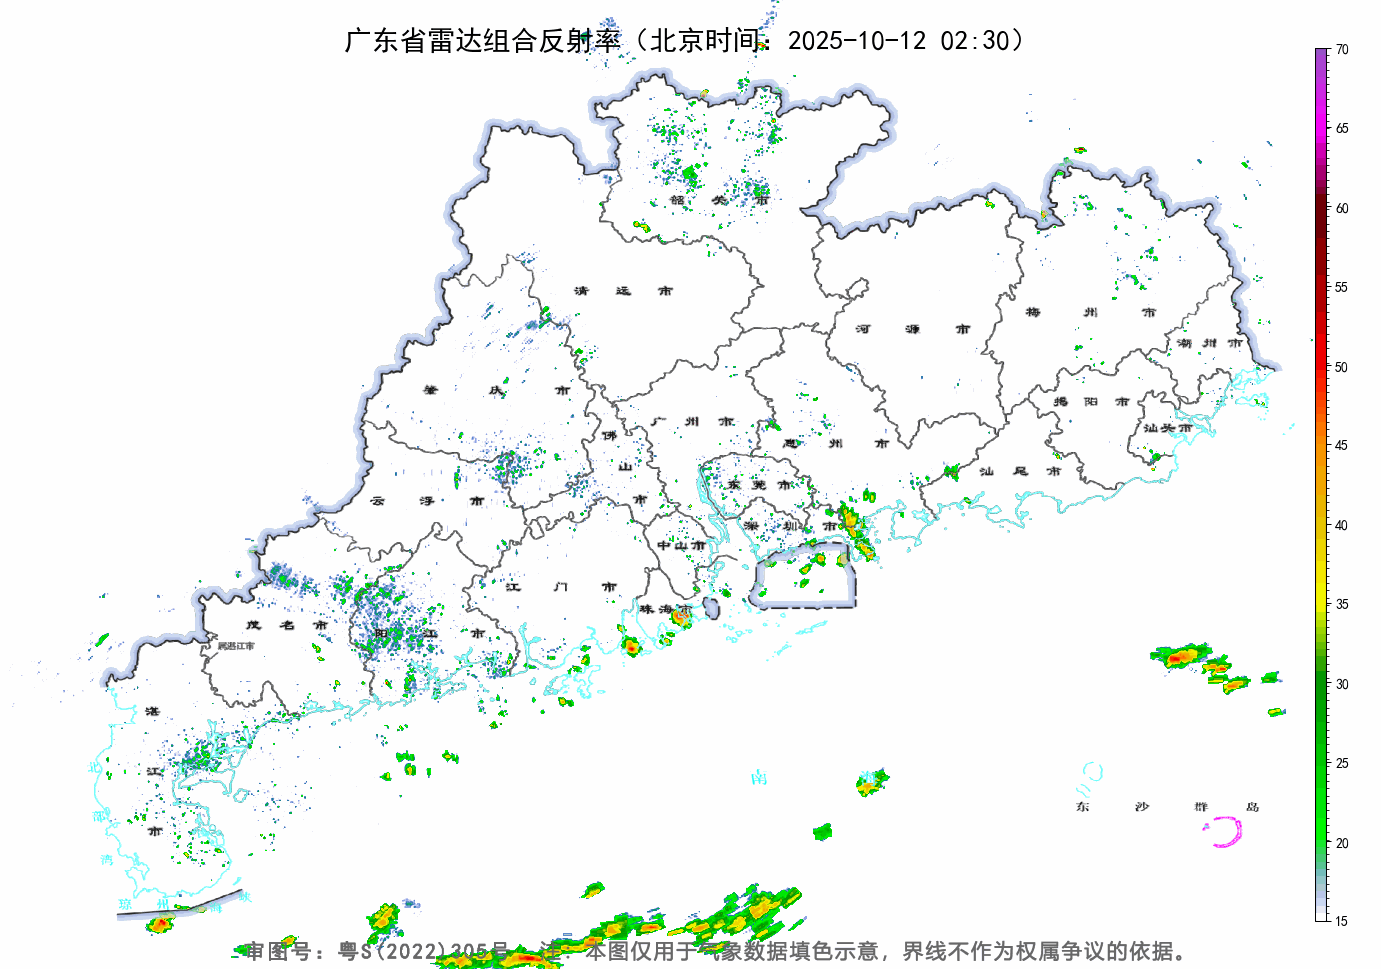 广东省雷达组合反射率（北京时间：2025-10-12 02:30）
70
65
60
55
50
45
40
35
30
25
20
15
韶关市
清远市
河源市
梅州市
潮州市
肇庆市
广州市
佛山市
惠州市
揭阳市
汕头市
汕尾市
云浮市
东莞市
深圳市
中山市
江门市
珠海市
茂名市
属湛江市
阳江市
湛江市
北部湾
南海
东沙群岛
琼州海峡
审图号：粤S(2022)305号 注：本图仅用于气象数据填色示意，界线不作为权属争议的依据。